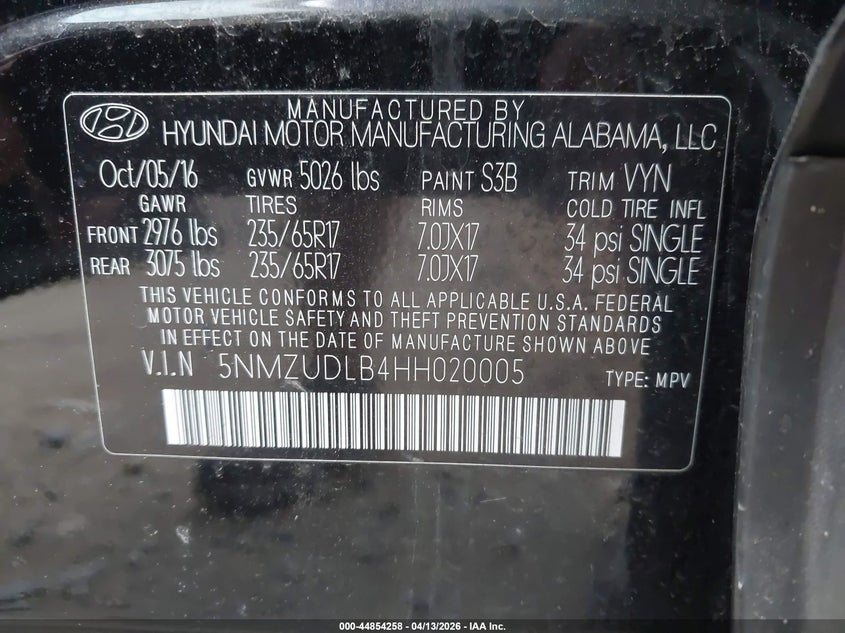 MANUFACTURED BY
HYUNDAI MOTOR MANUFACTURING ALABAMA, LLC
Oct/05/16 GVWR 5026 lbs PAINT S3B TRIM VYN
GAWR TIRES RIMS COLD TIRE INFL
FRONT 2976 lbs 235/65R17 7.0JX17 34 psi SINGLE
REAR 3075 lbs 235/65R17 7.0JX17 34 psi SINGLE
THIS VEHICLE CONFORMS TO ALL APPLICABLE U.S.A. FEDERAL
MOTOR VEHICLE SAFETY AND THEFT PREVENTION STANDARDS
IN EFFECT ON THE DATE OF MANUFACTURE SHOWN ABOVE
V.I.N 5NMZUDLB4HH020005 TYPE: MPV
000-44854258 - 04/13/2026 - IAA Inc.